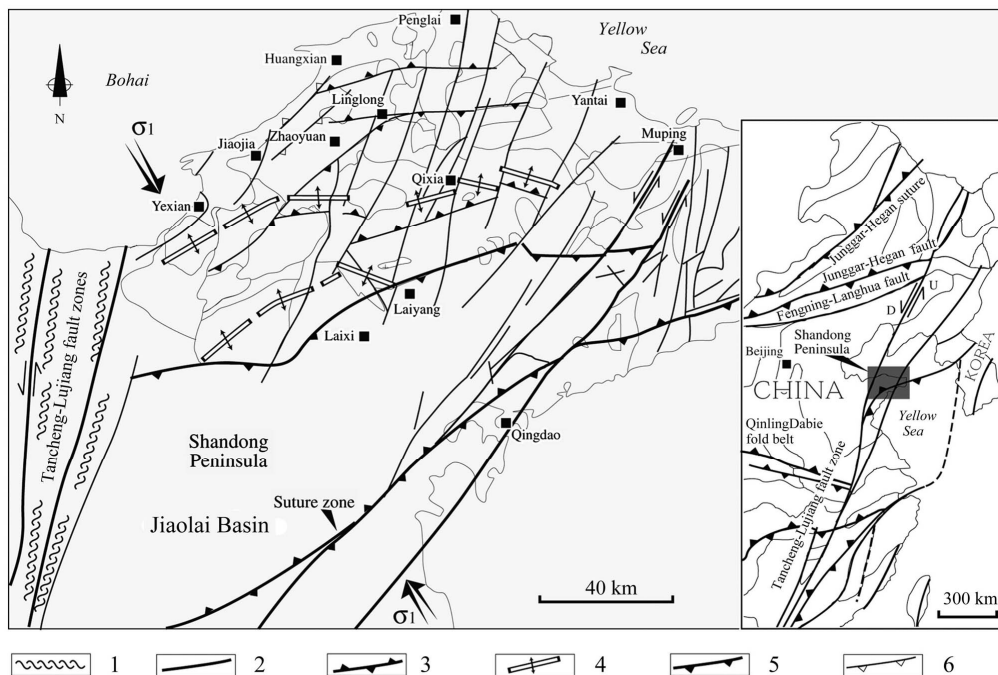 Penglai
Yellow
Sea
Huangxian
Bohai
N
Linglong
Yantai
σ1
Zhaoyuan
Jiaojia
Muping
Qixia
Yexian
Laiyang
Laixi
Tancheng-Lujiang fault zones
Qingdao
Shandong
Peninsula
Suture zone
Jiaolai Basin
σ1
40 km
Junggar-Hegan suture
Junggar-Hegan fault
Fengning-Langhua fault
U
D
Shandong
Peninsula
Beijing
KOREA
CHINA
Yellow
Sea
QinlingDabie
fold belt
Tancheng-Lujiang fault zone
300 km
1 2 3 4 5 6